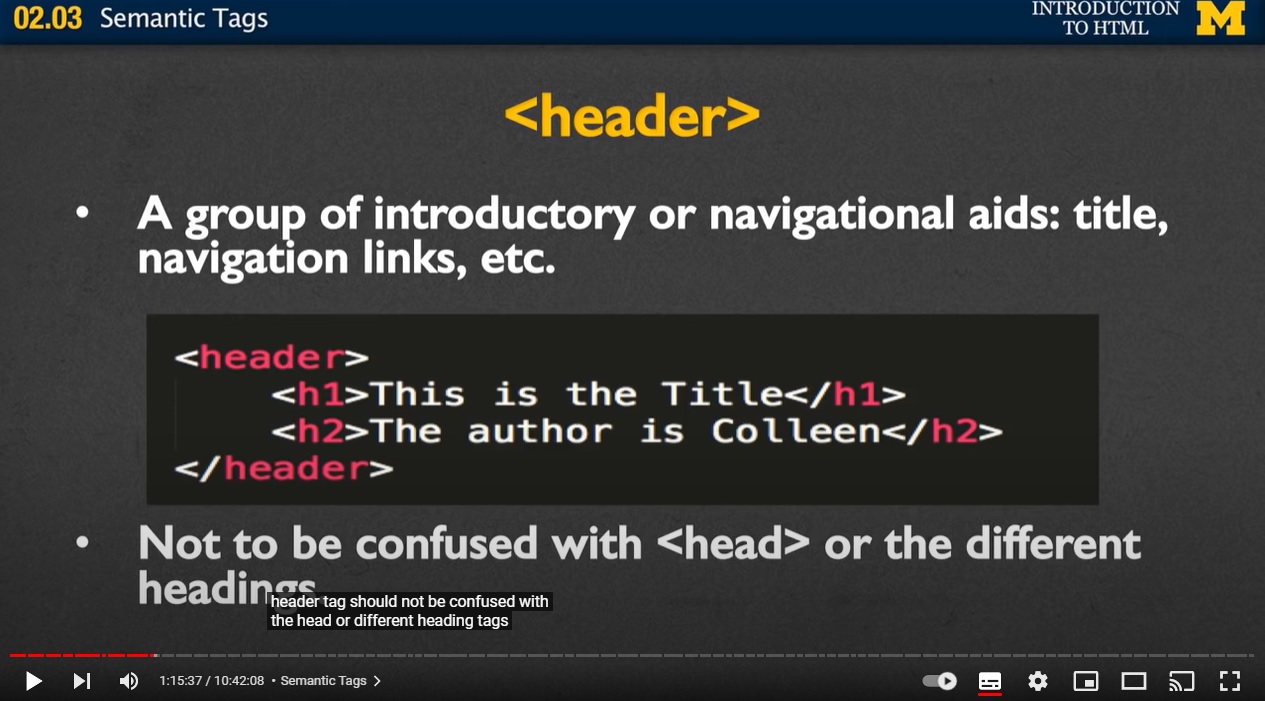 02.03 Semantic Tags
INTRODUCTION
TO HTML
M
<header>
• A group of introductory or navigational aids: title,
navigation links, etc.
<header>
<h1>This is the Title</h1>
<h2>The author is Colleen</h2>
</header>
• Not to be confused with <head> or the different
headings
header tag should not be confused with
the head or different heading tags
1:15:37 / 10:42:08 • Semantic Tags >